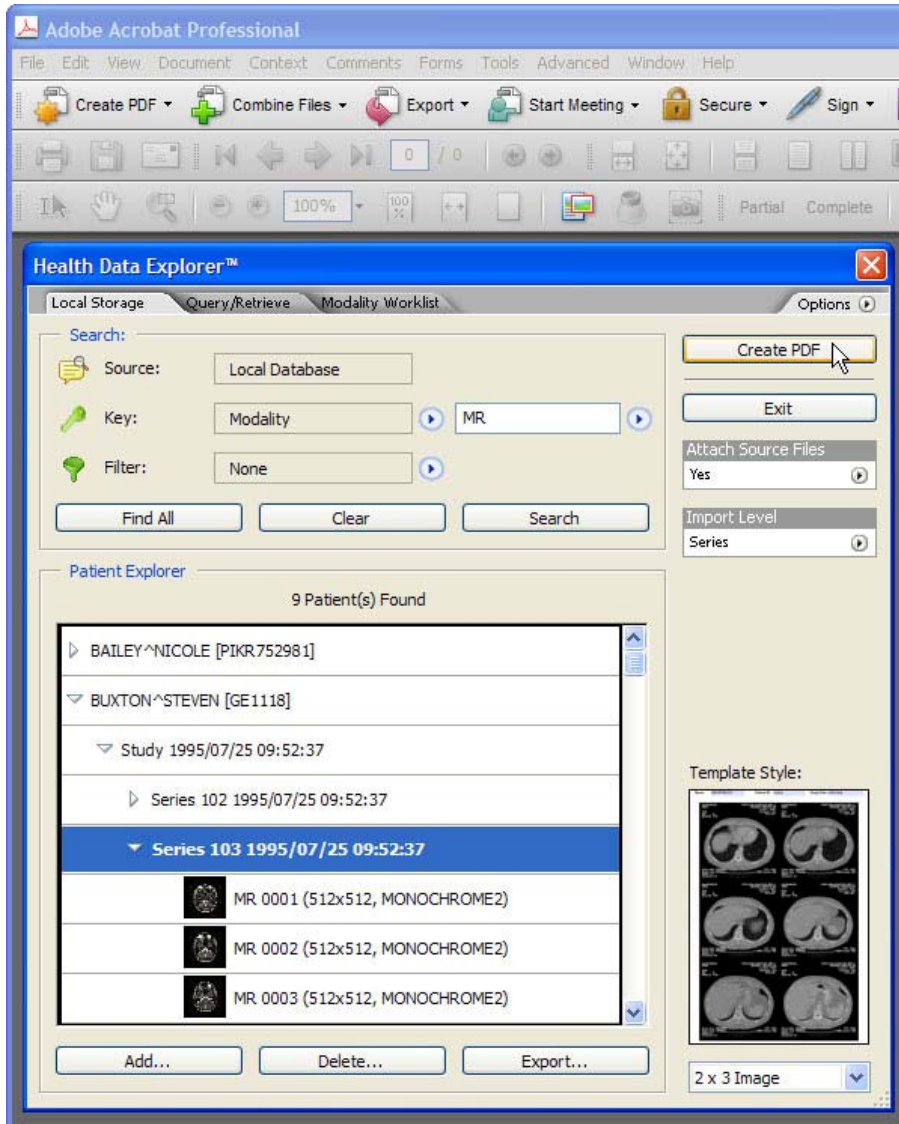 Adobe Acrobat Professional
File Edit View Document Context Comments Forms Tools Advanced Window Help
Create PDF Combine Files Export Start Meeting Secure Sign
0 / 0
100% 100% Partial Complete
Health Data Explorer™
Local Storage Query/Retrieve Modality Worklist Options
Search:
Source: Local Database
Create PDF
Key: Modality MR
Exit
Filter: None
Attach Source Files
Yes
Find All Clear Search
Import Level
Series
Patient Explorer
9 Patient(s) Found
BAILEY^NICOLE [PIKR752981]
BUXTON^STEVEN [GE1118]
Study 1995/07/25 09:52:37
Series 102 1995/07/25 09:52:37
Series 103 1995/07/25 09:52:37
MR 0001 (512x512, MONOCHROME2)
MR 0002 (512x512, MONOCHROME2)
MR 0003 (512x512, MONOCHROME2)
Template Style:
Add... Delete... Export...
2 x 3 Image